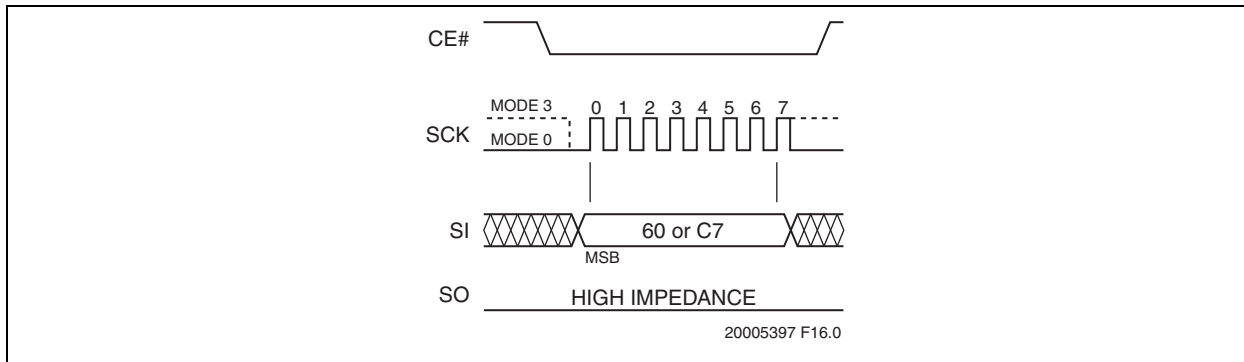 CE#
MODE 3 0 1 2 3 4 5 6 7
SCK
MODE 0
SI 60 or C7
MSB
SO HIGH IMPEDANCE
20005397 F16.0